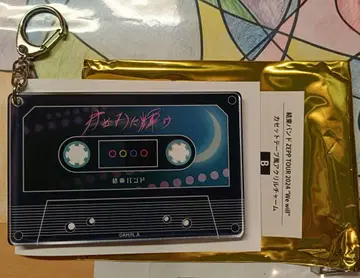 月並みに輝け
結束バンド
結束バンド ZEPP TOUR 2024 "We will"
カセットテープ風アクリルチャーム
B